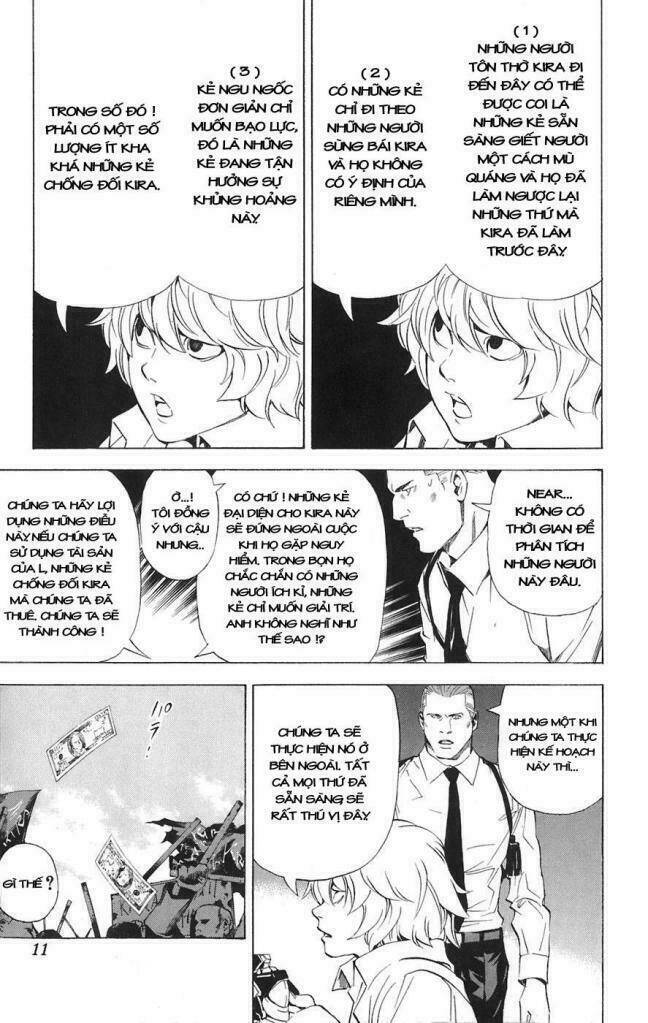 ( 1 )
NHỮNG NGƯỜI
TÔN THỜ KIRA ĐI
ĐẾN ĐÂY CÓ THỂ
ĐƯỢC COI LÀ
NHỮNG KẺ SẴN
SÀNG GIẾT NGƯỜI
MỘT CÁCH MÙ
QUÁNG VÀ HỌ ĐÃ
LÀM NGƯỢC LẠI
NHỮNG THỨ MÀ
KIRA ĐÃ LÀM
TRƯỚC ĐÂY.
( 2 )
CÓ NHỮNG KẺ
CHỈ ĐI THEO
NHỮNG NGƯỜI
SÙNG BÁI KIRA
VÀ HỌ KHÔNG
CÓ Ý ĐỊNH CỦA
RIÊNG MÌNH.
( 3 )
KẺ NGU NGỐC
ĐƠN GIẢN CHỈ
MUỐN BẠO LỰC,
ĐÓ LÀ NHỮNG
KẺ ĐANG TẬN
HƯỞNG SỰ
KHỦNG HOẢNG
NÀY.
TRONG SỐ ĐÓ !
PHẢI CÓ MỘT SỐ
LƯỢNG ÍT KHA
KHÁ NHỮNG KẺ
CHỐNG ĐỐI KIRA.
NEAR...
KHÔNG CÓ
THỜI GIAN ĐỂ
PHÂN TÍCH
NHỮNG NGƯỜI
NÀY ĐÂU.
CÓ CHỨ ! NHỮNG KẺ
ĐẠI DIỆN CHO KIRA NÀY
SẼ ĐỨNG NGOÀI CUỘC
KHI HỌ GẶP NGUY
HIỂM. TRONG BỌN HỌ
CHẮC CHẮN CÓ NHỮNG
NGƯỜI ÍCH KỈ, NHỮNG
KẺ CHỈ MUỐN GIẢI TRÍ.
ANH KHÔNG NGHĨ NHƯ
THẾ SAO !?
Ở...!
TÔI ĐỒNG
Ý VỚI CẬU
NHƯNG..
CHÚNG TA HÃY LỢI
DỤNG NHỮNG ĐIỀU
NÀY.NẾU CHÚNG TA
SỬ DỤNG TÀI SẢN
CỦA L, NHỮNG KẺ
CHỐNG ĐỐI KIRA
MÀ CHÚNG TA ĐÃ
THUÊ. CHÚNG TA SẼ
THÀNH CÔNG !
NHƯNG MỘT KHI
CHÚNG TA THỰC
HIỆN KẾ HOẠCH
NÀY THÌ...
CHÚNG TA SẼ
THỰC HIỆN NÓ Ở
BÊN NGOÀI. TẤT
CẢ MỌI THỨ ĐÃ
SẴN SÀNG, SẼ
RẤT THÚ VỊ ĐÂY.
パラ
GÌ THẾ ?
11